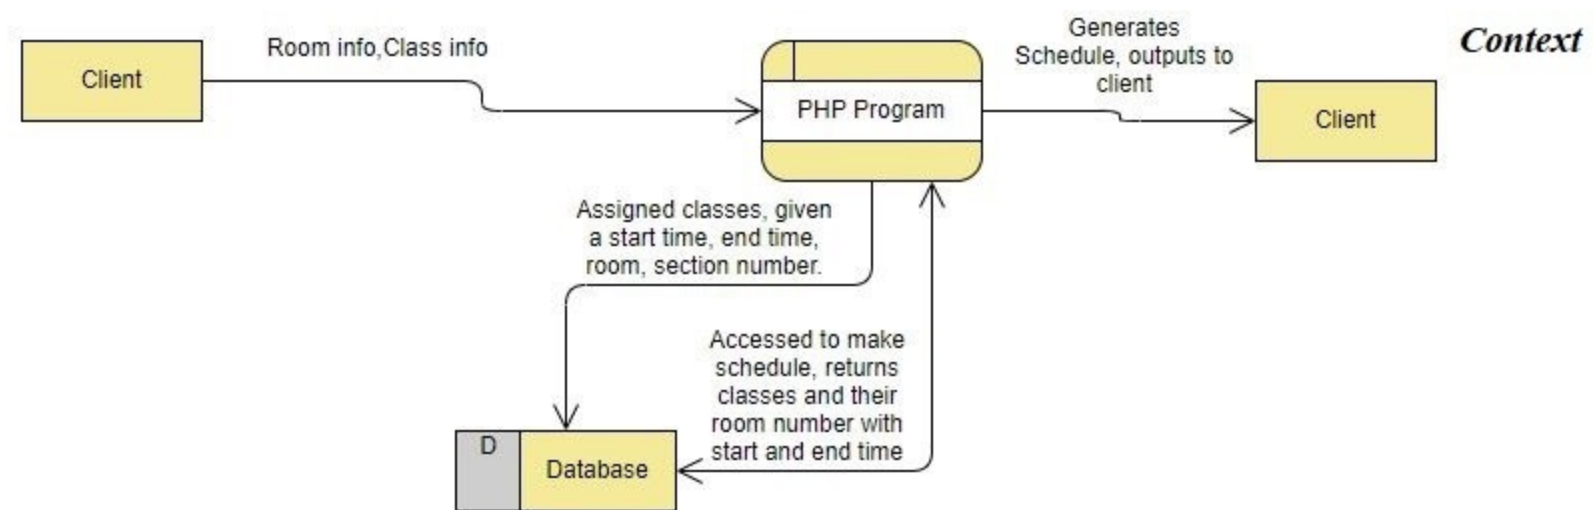 Context
Client
Room info,Class info
PHP Program
Generates
Schedule, outputs to
client
Client
Assigned classes, given
a start time, end time,
room, section number.
Accessed to make
schedule, returns
classes and their
room number with
start and end time
D
Database